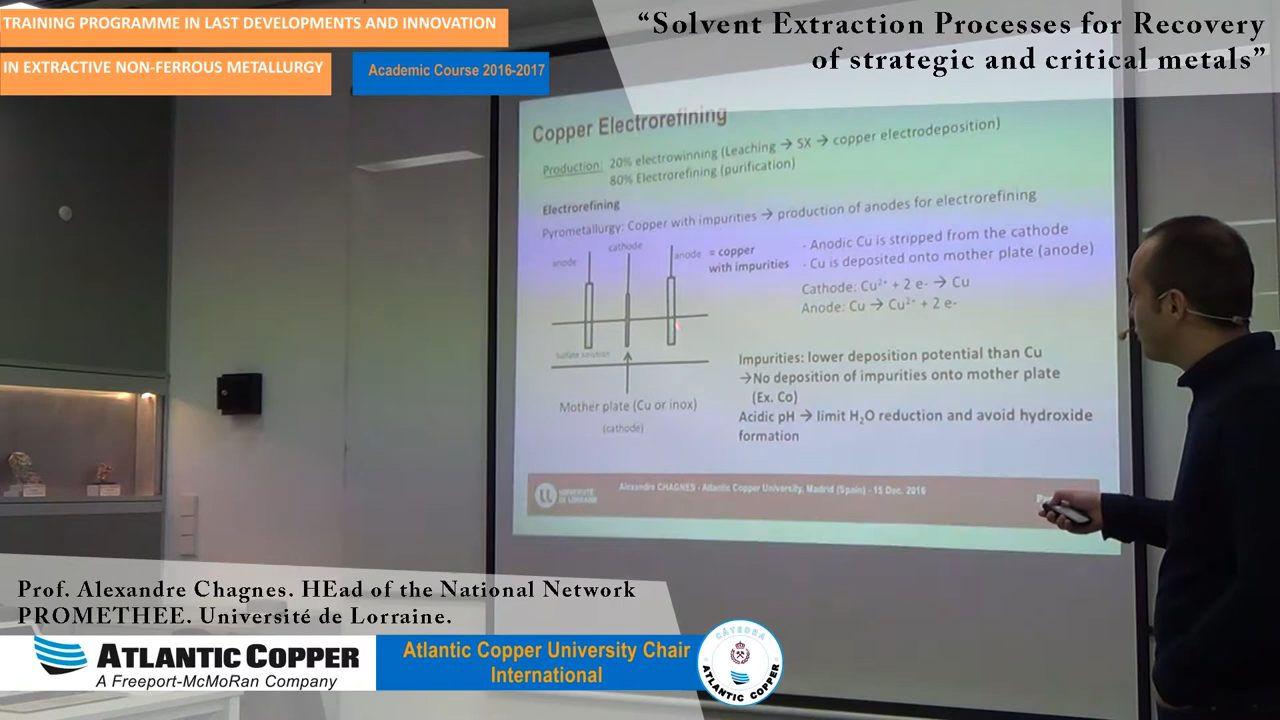 TRAINING PROGRAMME IN LAST DEVELOPMENTS AND INNOVATION
IN EXTRACTIVE NON-FERROUS METALLURGY
Academic Course 2016-2017
“Solvent Extraction Processes for Recovery
of strategic and critical metals”
Copper Electrorefining
Production: 20% electrowinning (Leaching → SX → copper electrodeposition)
80% Electrorefining (purification)
Electrorefining
Pyrometallurgy: Copper with impurities → production of anodes for electrorefining
anode
cathode
anode = copper
with impurities
- Anodic Cu is stripped from the cathode
- Cu is deposited onto mother plate (anode)
Cathode: Cu²⁺ + 2 e- → Cu
Anode: Cu → Cu²⁺ + 2 e-
Sulfate solution
Mother plate (Cu or inox)
(cathode)
Impurities: lower deposition potential than Cu
→No deposition of impurities onto mother plate
(Ex. Co)
Acidic pH → limit H₂O reduction and avoid hydroxide
formation
UNIVERSITÉ
DE LORRAINE
Alexandre CHAGNES - Atlantic Copper University, Madrid (Spain) - 15 Dec. 2016
Prof. Alexandre Chagnes. HEad of the National Network
PROMETHEE. Université de Lorraine.
ATLANTIC COPPER
A Freeport-McMoRan Company
Atlantic Copper University Chair
International
CÁTEDRA
ATLANTIC COPPER